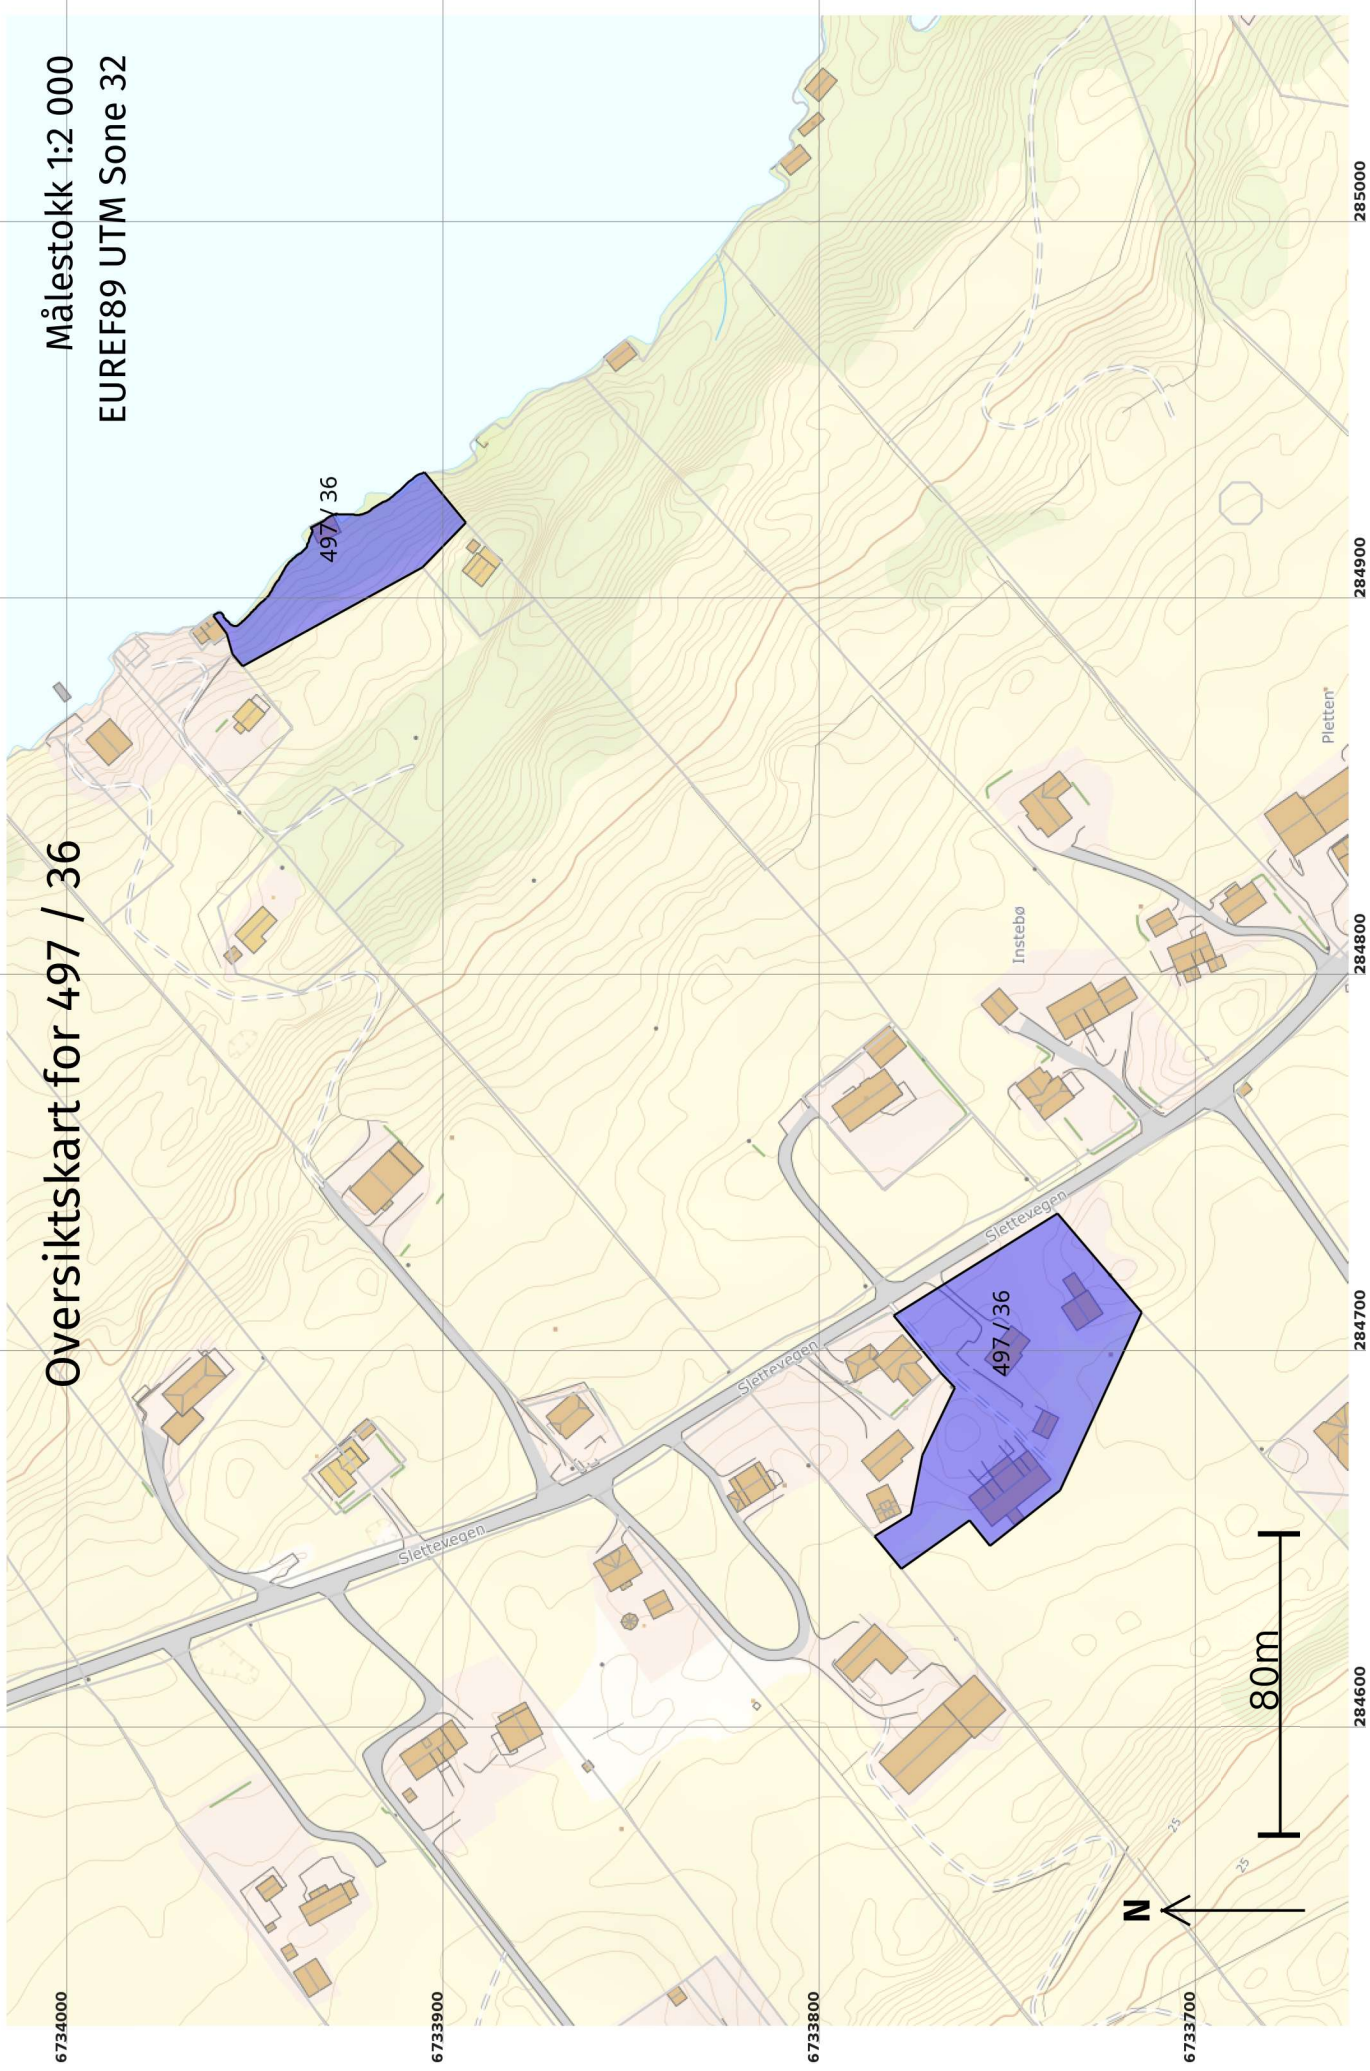 Oversiktskart for 497 / 36
Målestokk 1:2 000
EUREF89 UTM Sone 32
6734000
6733900
6733800
6733700
284600
284700
284800
284900
285000
497 / 36
497 / 36
Slettevegen
Slettevegen
Slettevegen
Instebø
Pletten
25
25
80m
N